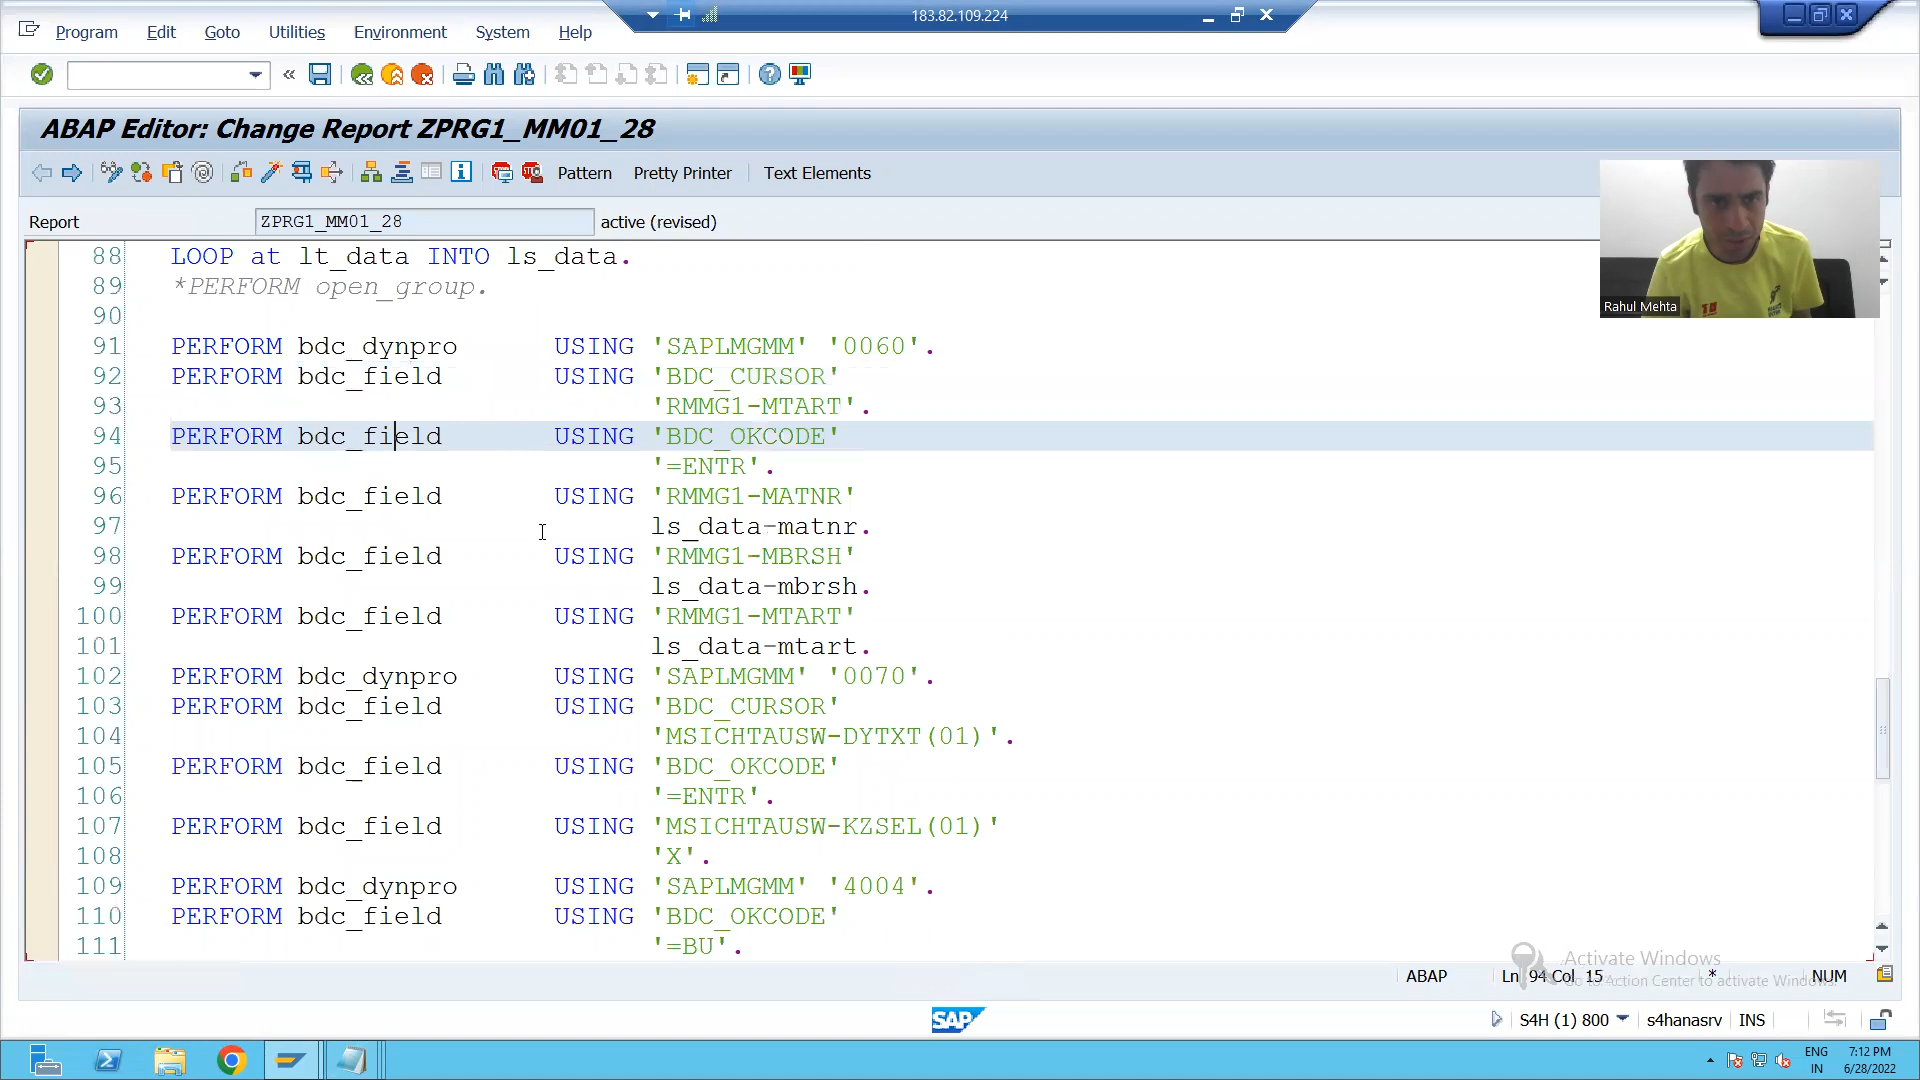 183.82.109.224
Program Edit Goto Utilities Environment System Help
ABAP Editor: Change Report ZPRG1_MM01_28
Pattern Pretty Printer Text Elements
Report ZPRG1_MM01_28 active (revised)
88 LOOP at lt_data INTO ls_data.
89 *PERFORM open_group.
90
91 PERFORM bdc_dynpro USING 'SAPLMGMM' '0060'.
92 PERFORM bdc_field USING 'BDC_CURSOR'
93 'RMMG1-MTART'.
94 PERFORM bdc_field USING 'BDC_OKCODE'
95 '=ENTR'.
96 PERFORM bdc_field USING 'RMMG1-MATNR'
97 ls_data-matnr.
98 PERFORM bdc_field USING 'RMMG1-MBRSH'
99 ls_data-mbrsh.
100 PERFORM bdc_field USING 'RMMG1-MTART'
101 ls_data-mtart.
102 PERFORM bdc_dynpro USING 'SAPLMGMM' '0070'.
103 PERFORM bdc_field USING 'BDC_CURSOR'
104 'MSICHTAUSW-DYTXT(01)'.
105 PERFORM bdc_field USING 'BDC_OKCODE'
106 '=ENTR'.
107 PERFORM bdc_field USING 'MSICHTAUSW-KZSEL(01)'
108 'X'.
109 PERFORM bdc_dynpro USING 'SAPLMGMM' '4004'.
110 PERFORM bdc_field USING 'BDC_OKCODE'
111 '=BU'.
Rahul Mehta
Activate Windows
Go to Action Center to activate Windows.
ABAP Ln 94 Col 15 * NUM
SAP
S4H (1) 800 s4hanasrv INS
ENG 7:12 PM
IN 6/28/2022